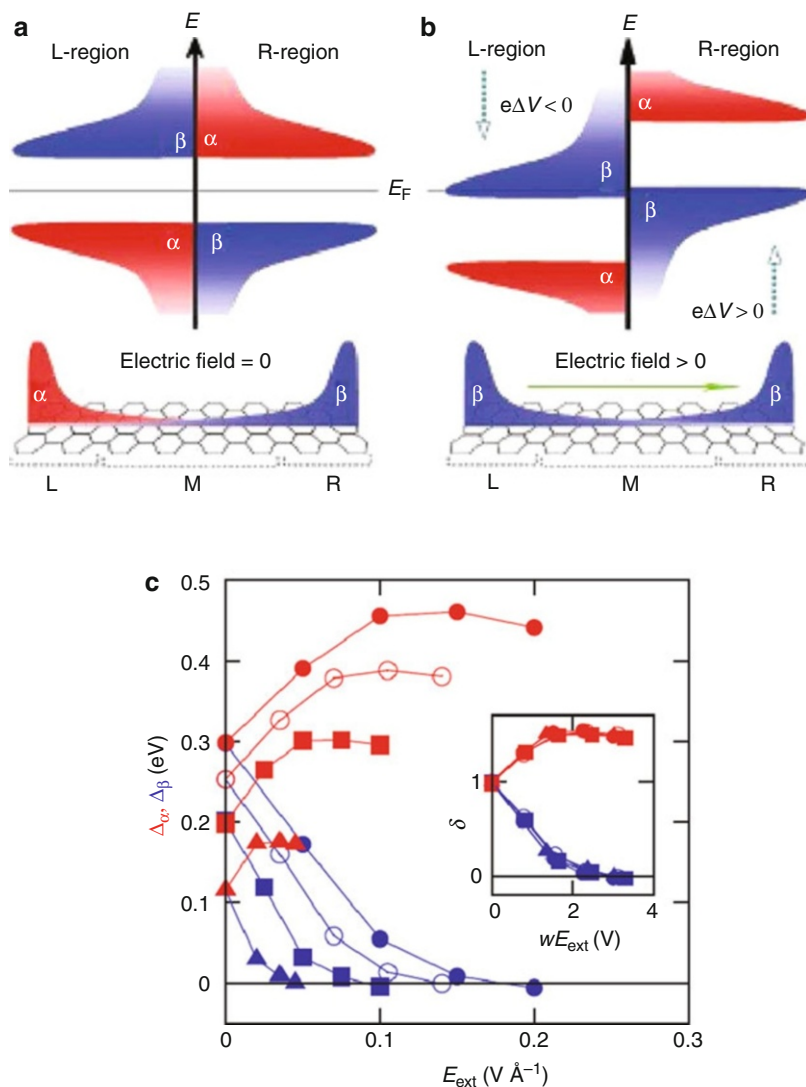 a
E
L-region
R-region
β
α
α
β
E_F
Electric field = 0
α
β
L
M
R
b
E
L-region
R-region
eΔV < 0
α
β
β
α
eΔV > 0
Electric field > 0
β
β
L
M
R
c
0.5
0.4
0.3
0.2
0.1
0
Δα, Δβ (eV)
0
0.1
0.2
0.3
E_ext (V Å⁻¹)
1
0
δ
0
2
4
wE_ext (V)